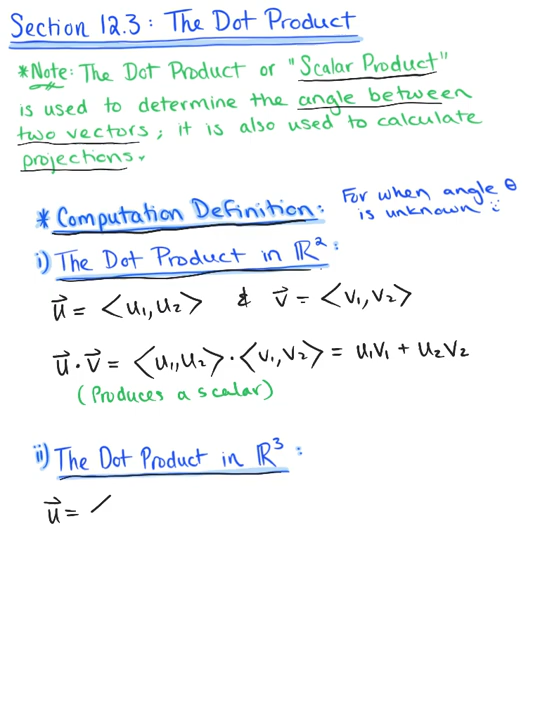 Section 12.3: The Dot Product
*Note: The Dot Product or "Scalar Product"
is used to determine the angle between
two vectors; it is also used to calculate
projections.
* Computation Definition: For when angle θ
is unknown :)
i) The Dot Product in ℝ²:
u⃗ = <u₁,u₂> & v⃗ = <v₁,v₂>
u⃗ · v⃗ = <u₁,u₂> · <v₁,v₂> = u₁v₁ + u₂v₂
(Produces a scalar)
ii) The Dot Product in ℝ³:
u⃗ = <